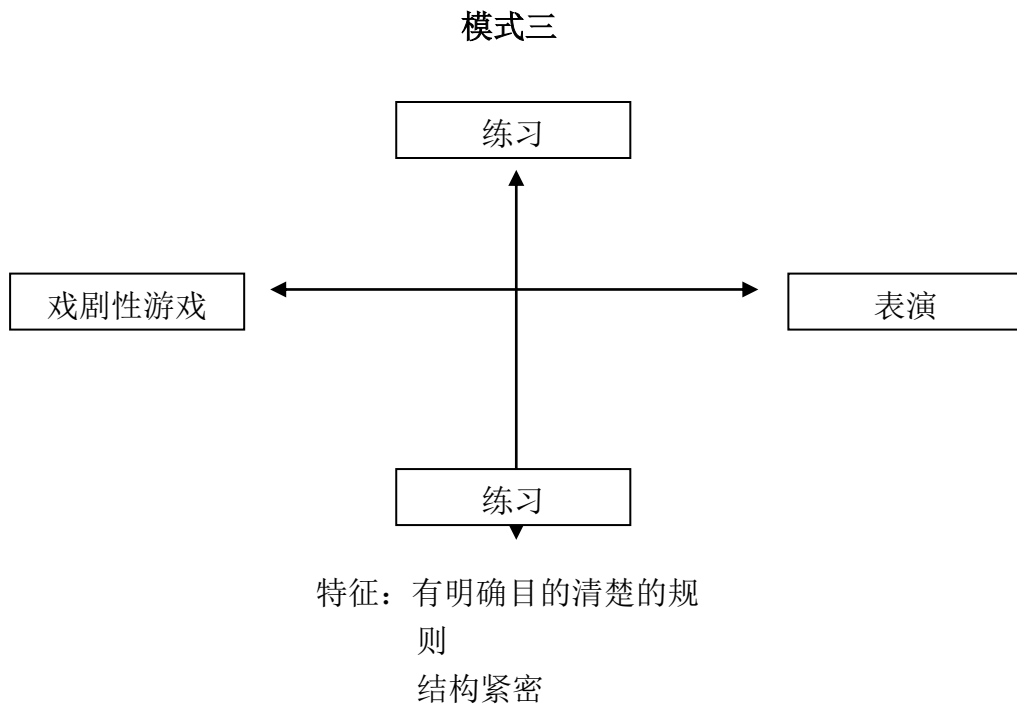 模式三
练习
戏剧性游戏
表演
练习
特征：有明确目的清楚的规
则
结构紧密